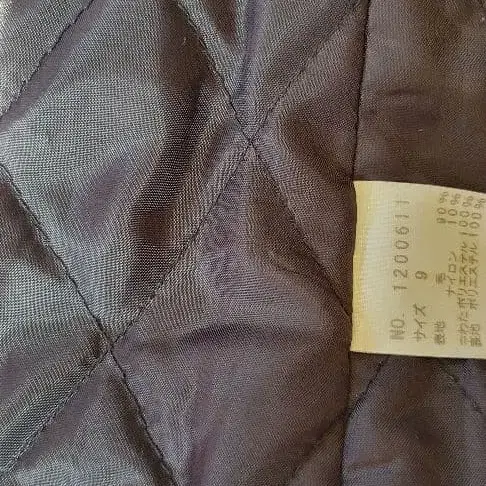 NO. 1200611
サイズ 9
表地 毛 90%
ナイロン 10%
中わた ポリエステル 100%
裏地 ポリエステル 100%